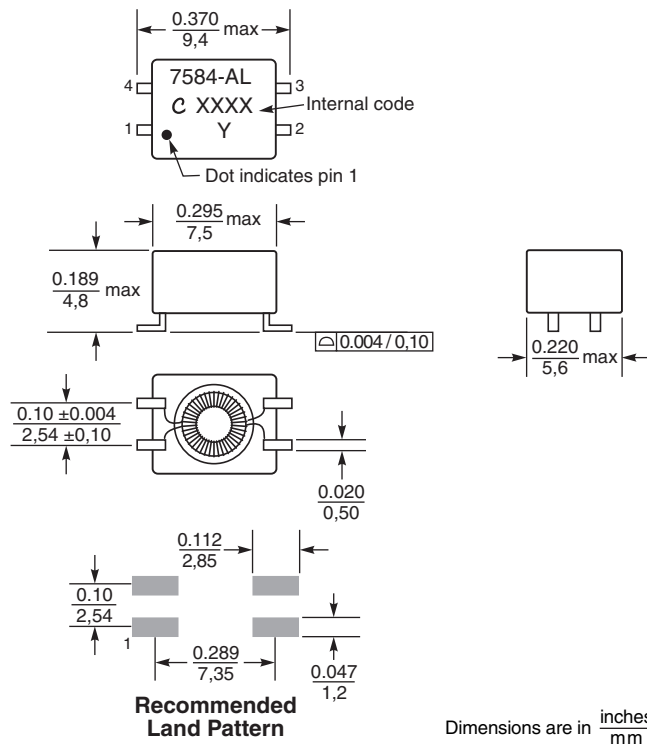 0.370
9,4
max
7584-AL
C XXXX
Y
4
3
1
2
Internal code
Dot indicates pin 1
0.295
7,5
max
0.189
4,8
max
0.004 / 0,10
0.220
5,6
max
0.10 ±0.004
2,54 ±0,10
0.020
0,50
0.112
2,85
0.10
2,54
1
0.289
7,35
0.047
1,2
Recommended
Land Pattern
Dimensions are in
inches
mm